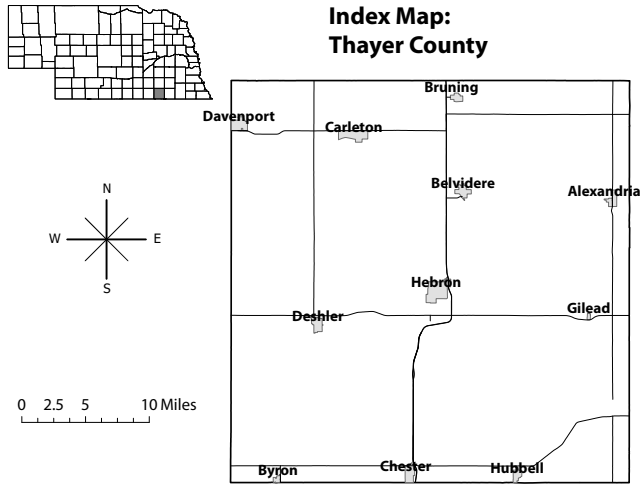 Index Map:
Thayer County
Bruning
Davenport
Carleton
Belvidere
Alexandria
N
W E
S
Hebron
Gilead
Deshler
0 2.5 5 10 Miles
Byron
Chester
Hubbell